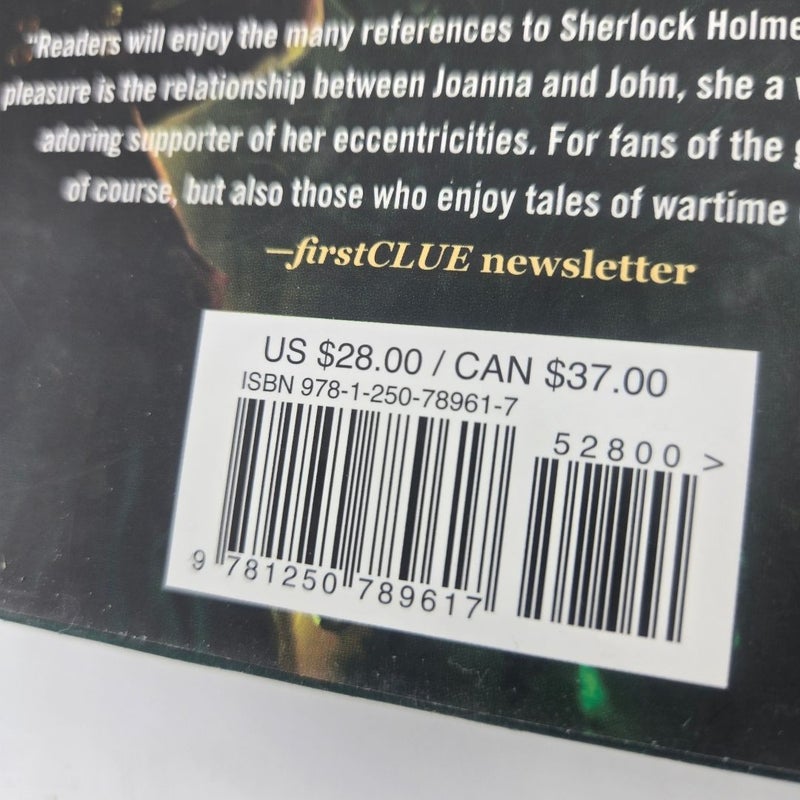 "Readers will enjoy the many references to Sherlock Holme
pleasure is the relationship between Joanna and John, she a
adoring supporter of her eccentricities. For fans of the
of course, but also those who enjoy tales of wartime
—firstCLUE newsletter
US $28.00 / CAN $37.00
ISBN 978-1-250-78961-7
52800 >
9 781250 789617